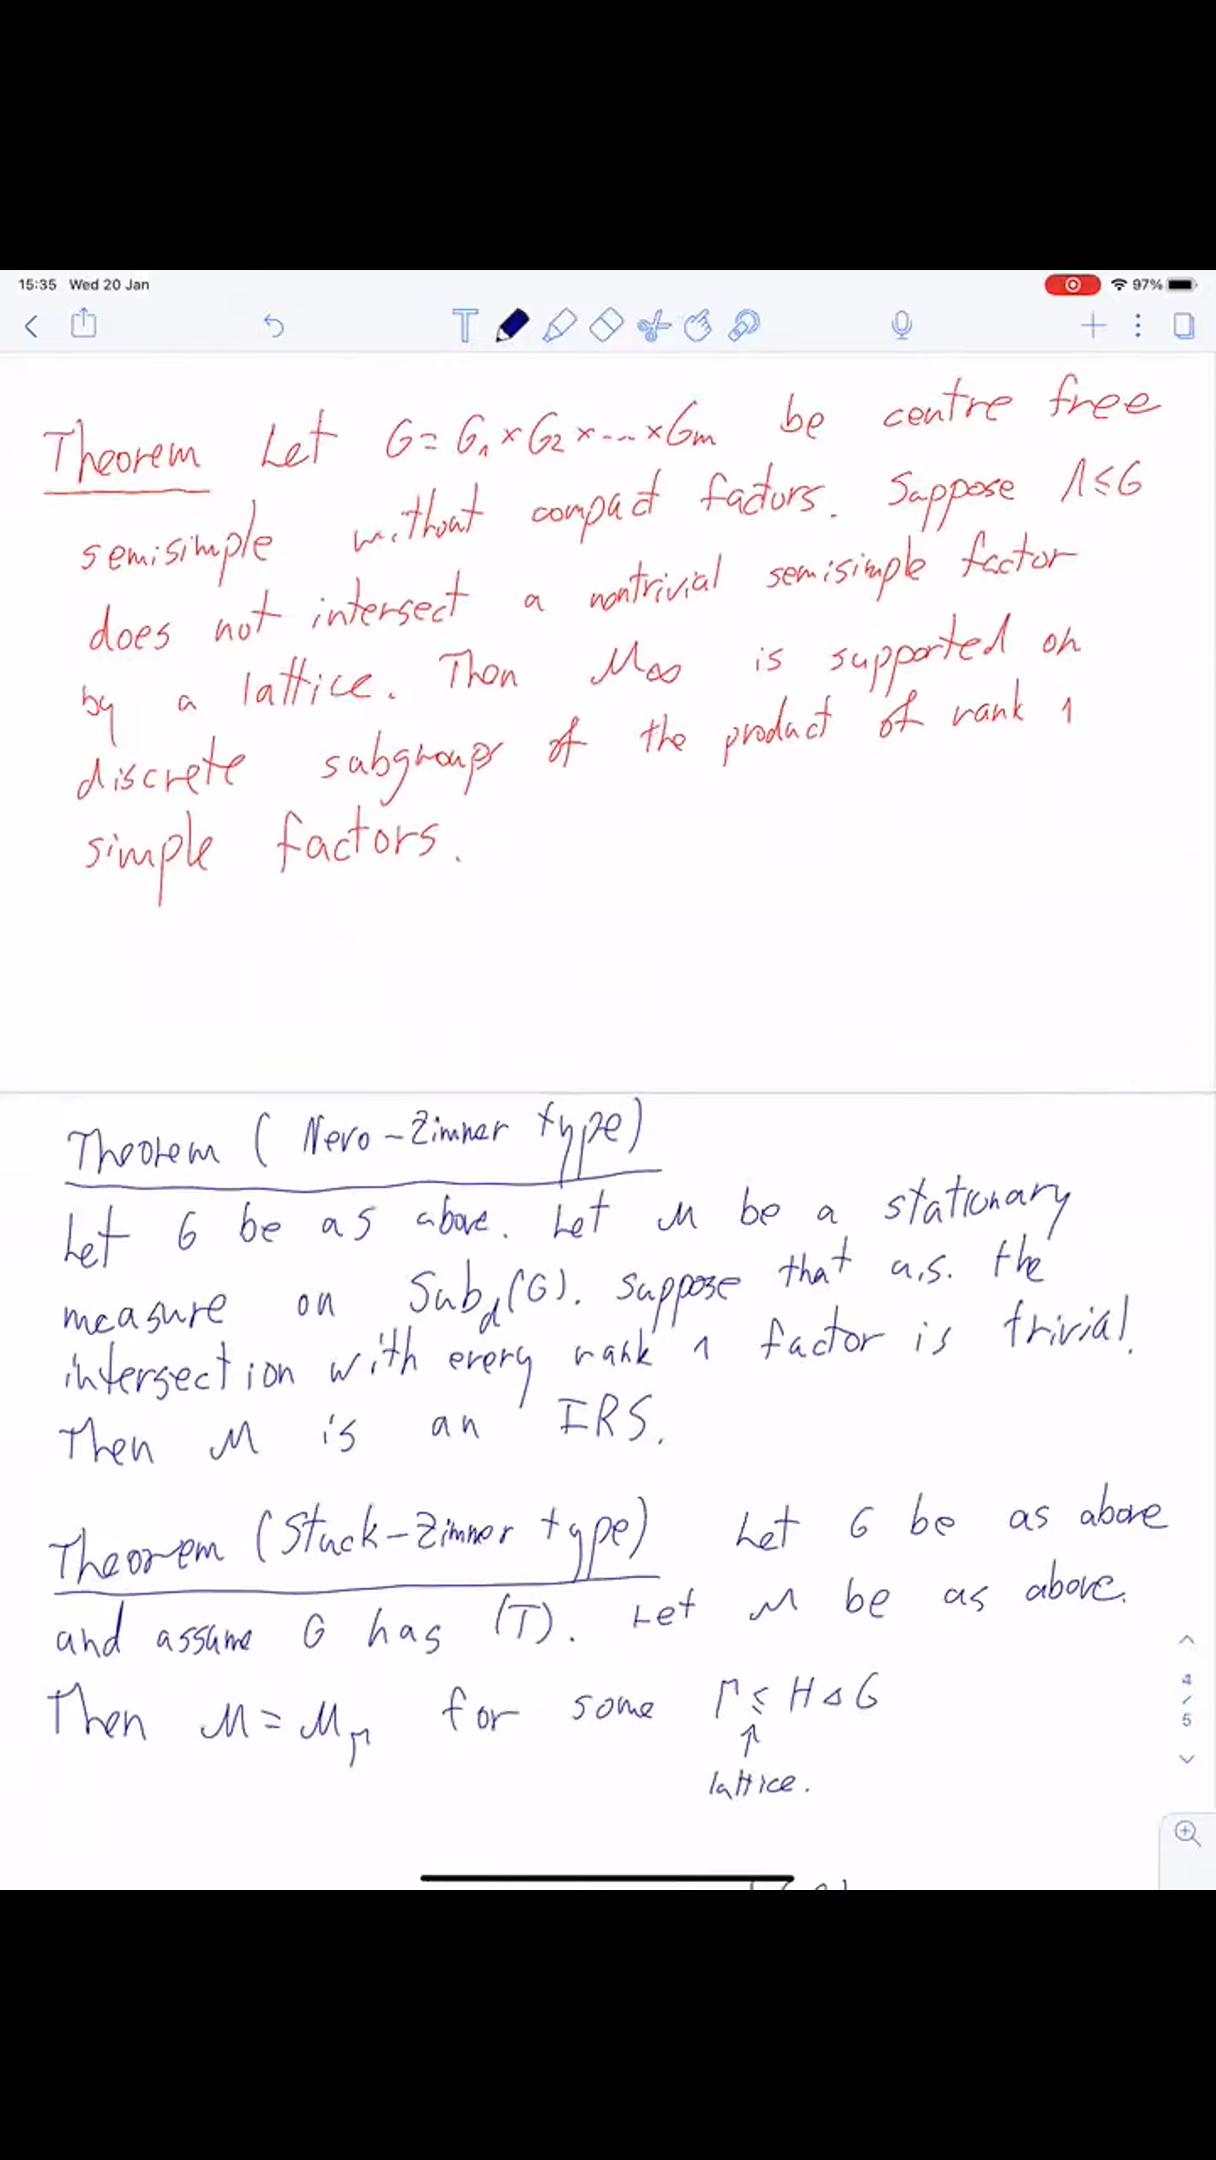 15:35 Wed 20 Jan
97%
T
Theorem Let G = G₁ × G₂ × ... × Gm be centre free
semisimple without compact factors. Suppose Λ ≤ G
does not intersect a nontrivial semisimple factor
by a lattice. Then μ∞ is supported on
discrete subgroups of the product of rank 1
simple factors.
Theorem (Nevo-Zimmer type)
Let G be as above. Let μ be a stationary
measure on Sub_d(G). Suppose that a.s. the
intersection with every rank 1 factor is trivial.
Then μ is an IRS.
Theorem (Stuck-Zimmer type) Let G be as above
and assume G has (T). Let μ be as above.
Then μ = μ_Γ for some Γ ≤ H ◁ G
↑
lattice.
4
/
5